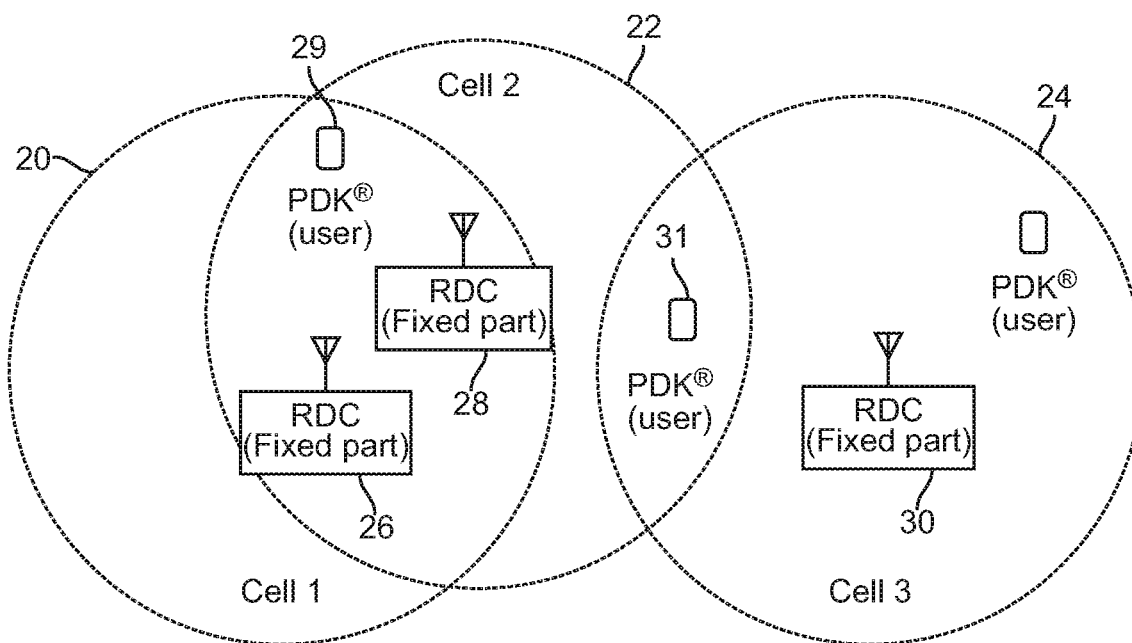 29
22
Cell 2
24
20
PDK®
(user)
31
RDC
(Fixed part)
28
PDK®
(user)
PDK®
(user)
RDC
(Fixed part)
26
RDC
(Fixed part)
30
Cell 1
Cell 3